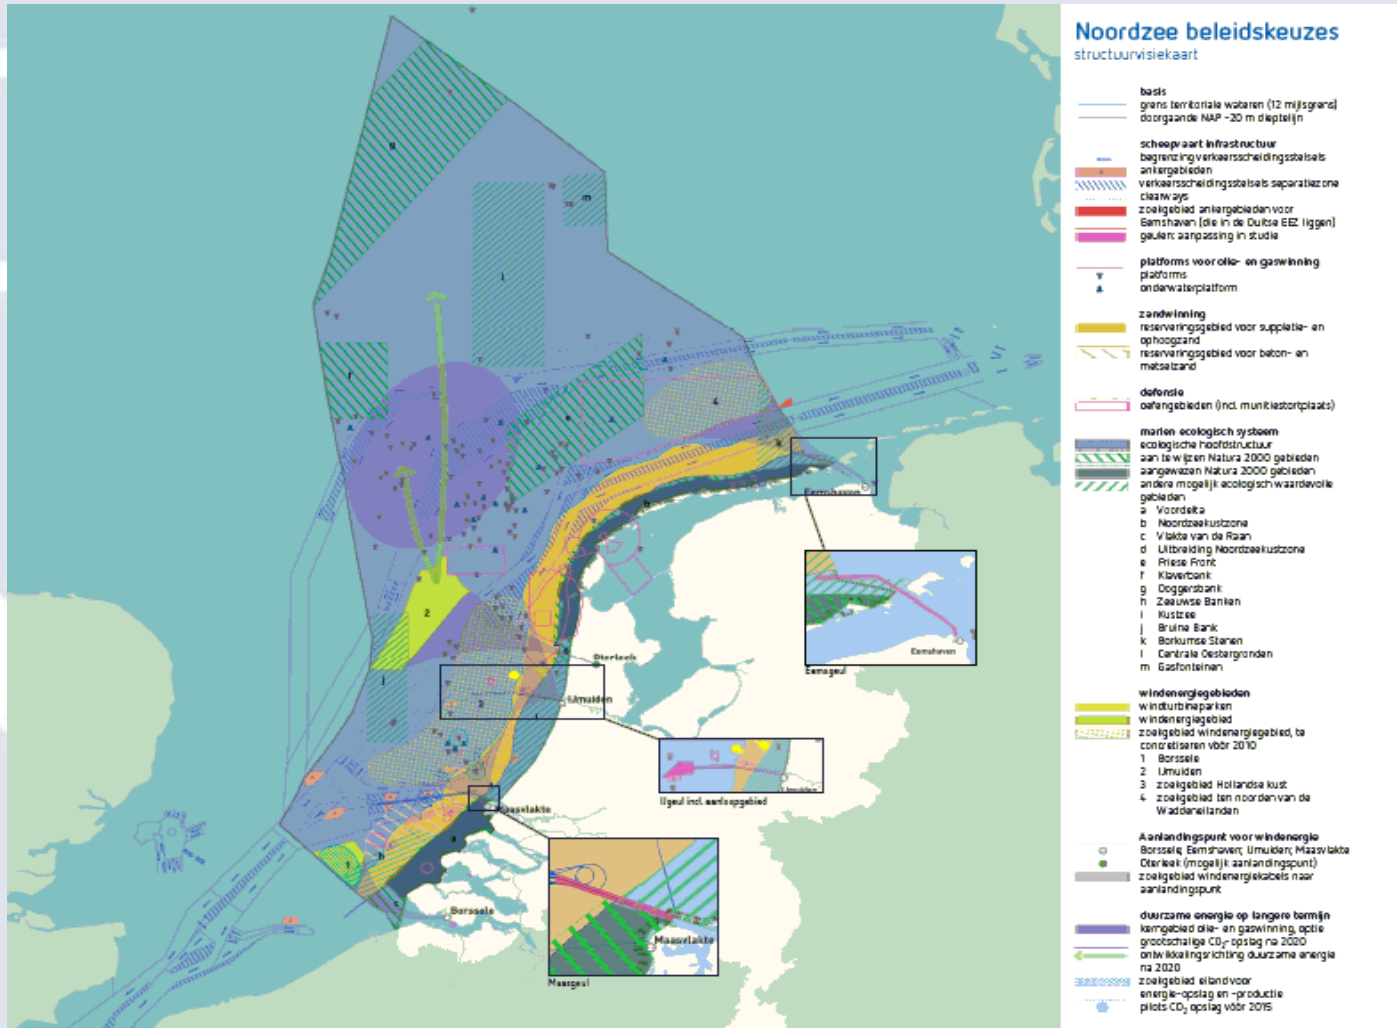 Noordzee beleidskeuzes
structuurvisiekaart
basis
grens territoriale wateren (12 mijlsgrens)
doorgaande NAP -20 m dieptelijn
scheepvaart infrastructuur
begrenzing verkeersscheidingsstelsels
ankergebieden
verkeersscheidingsstelsels separatiezone
clearways
zoekgebied ankergebieden voor
Eemshaven (die in de Duitse EEZ liggen)
geulen: aanpassing in studie
platforms voor olie- en gaswinning
platforms
onderwaterplatform
zandwinning
reserveringsgebied voor suppletie- en
ophoogzand
reserveringsgebied voor beton- en
metselzand
defensie
oefengebieden (incl. munitiestortplaats)
marien ecologisch systeem
ecologische hoofdstructuur
aan te wijzen Natura 2000 gebieden
aangewezen Natura 2000 gebieden
andere mogelijk ecologisch waardevolle
gebieden
a Voordelta
b Noordzeekustzone
c Vlakte van de Raan
d Uitbreiding Noordzeekustzone
e Friese Front
f Klaverbank
g Doggersbank
h Zeeuwse Banken
i Kustzee
j Bruine Bank
k Borkumse Stenen
l Centrale Oestergronden
m Gasfonteinen
windenergiegebieden
windturbineparken
windenergiegebied
zoekgebied windenergiegebied, te
concretiseren vóór 2010
1 Borssele
2 IJmuiden
3 zoekgebied Hollandse kust
4 zoekgebied ten noorden van de
Waddeneilanden
Aanlandingspunt voor windenergie
Borssele; Eemshaven; IJmuiden; Maasvlakte
Oterleek (mogelijk aanlandingspunt)
zoekgebied windenergiekabels naar
aanlandingspunt
duurzame energie op langere termijn
kerngebied olie- en gaswinning, optie
grootschalige CO₂-opslag na 2020
ontwikkelingsrichting duurzame energie
na 2020
zoekgebied eiland voor
energie-opslag en -productie
pilots CO₂ opslag vóór 2015
g
m
l
f
e
4
k
Eemshaven
b
2
Oterleek
IJmuiden
3
i
j
Eemshaven
Eemsgeul
IJmuiden
IJgeul incl. aanloopgebied
Maasvlakte
a
h
1
c
Borssele
Maasvlakte
Maasgeul